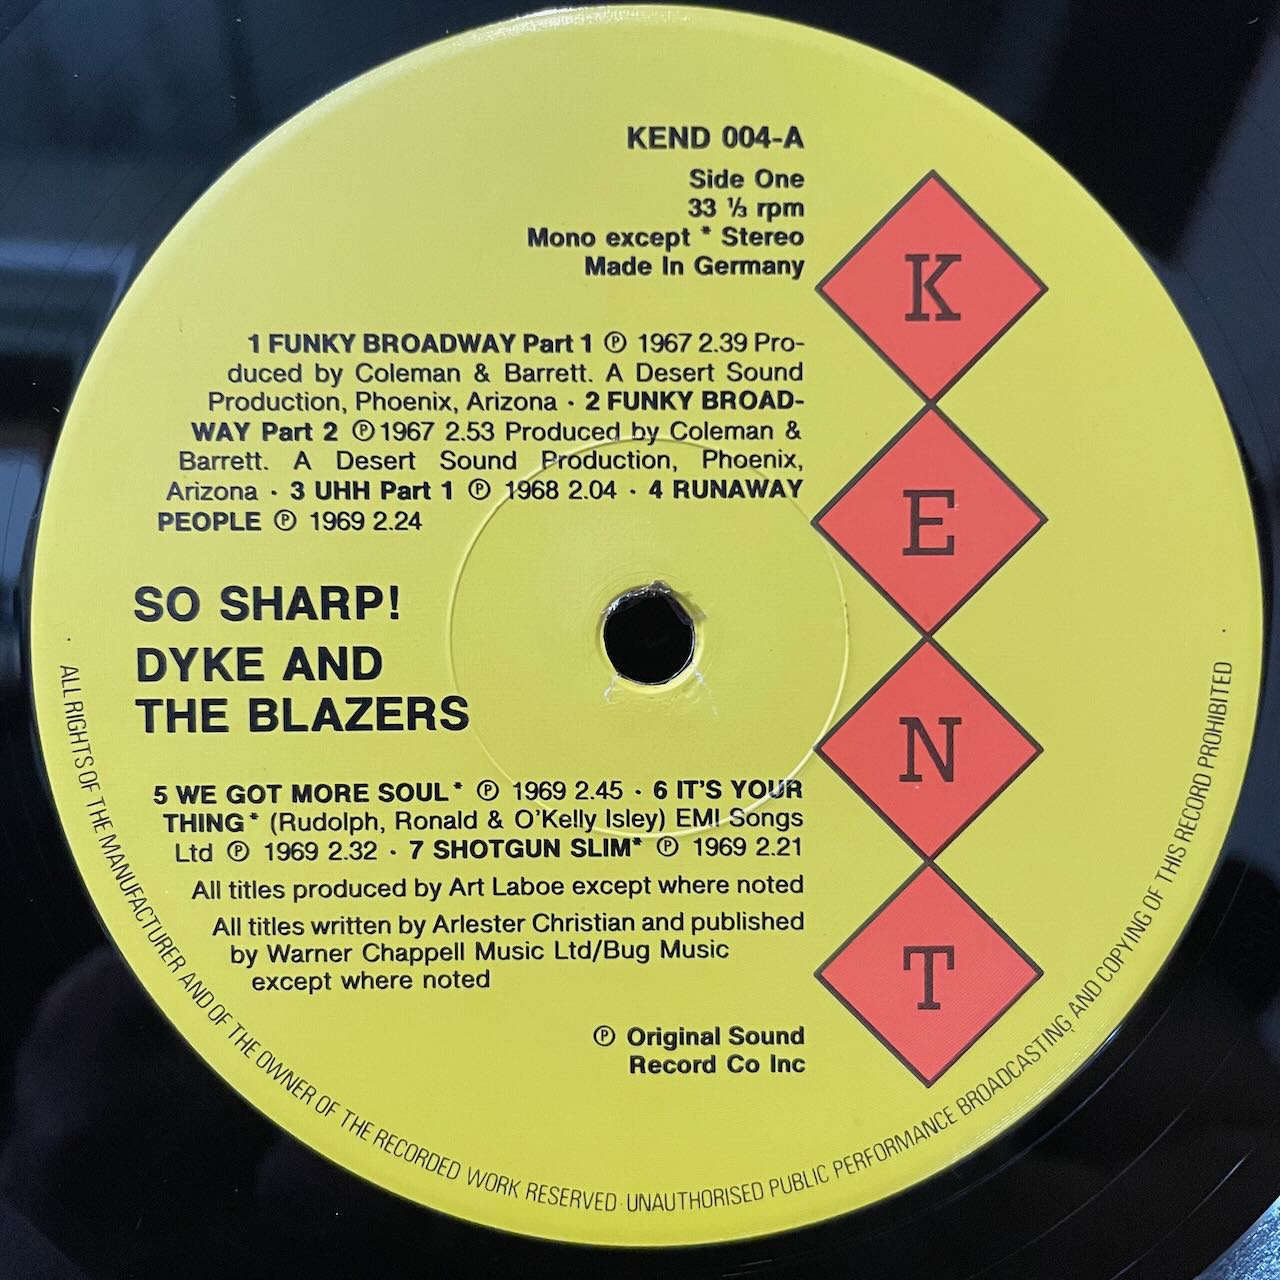 KEND 004-A
Side One
33 ⅓ rpm
Mono except * Stereo
Made In Germany
K
E
N
T
1 FUNKY BROADWAY Part 1 ℗ 1967 2.39 Pro-
duced by Coleman & Barrett. A Desert Sound
Production, Phoenix, Arizona · 2 FUNKY BROAD-
WAY Part 2 ℗ 1967 2.53 Produced by Coleman &
Barrett. A Desert Sound Production, Phoenix,
Arizona · 3 UHH Part 1 ℗ 1968 2.04 · 4 RUNAWAY
PEOPLE ℗ 1969 2.24
SO SHARP!
DYKE AND
THE BLAZERS
5 WE GOT MORE SOUL* ℗ 1969 2.45 · 6 IT'S YOUR
THING* (Rudolph, Ronald & O'Kelly Isley) EMI Songs
Ltd ℗ 1969 2.32 · 7 SHOTGUN SLIM* ℗ 1969 2.21
All titles produced by Art Laboe except where noted
All titles written by Arlester Christian and published
by Warner Chappell Music Ltd/Bug Music
except where noted
℗ Original Sound
Record Co Inc
· ALL RIGHTS OF THE MANUFACTURER AND OF THE OWNER OF THE RECORDED WORK RESERVED · UNAUTHORISED PUBLIC PERFORMANCE BROADCASTING AND COPYING OF THIS RECORD PROHIBITED ·